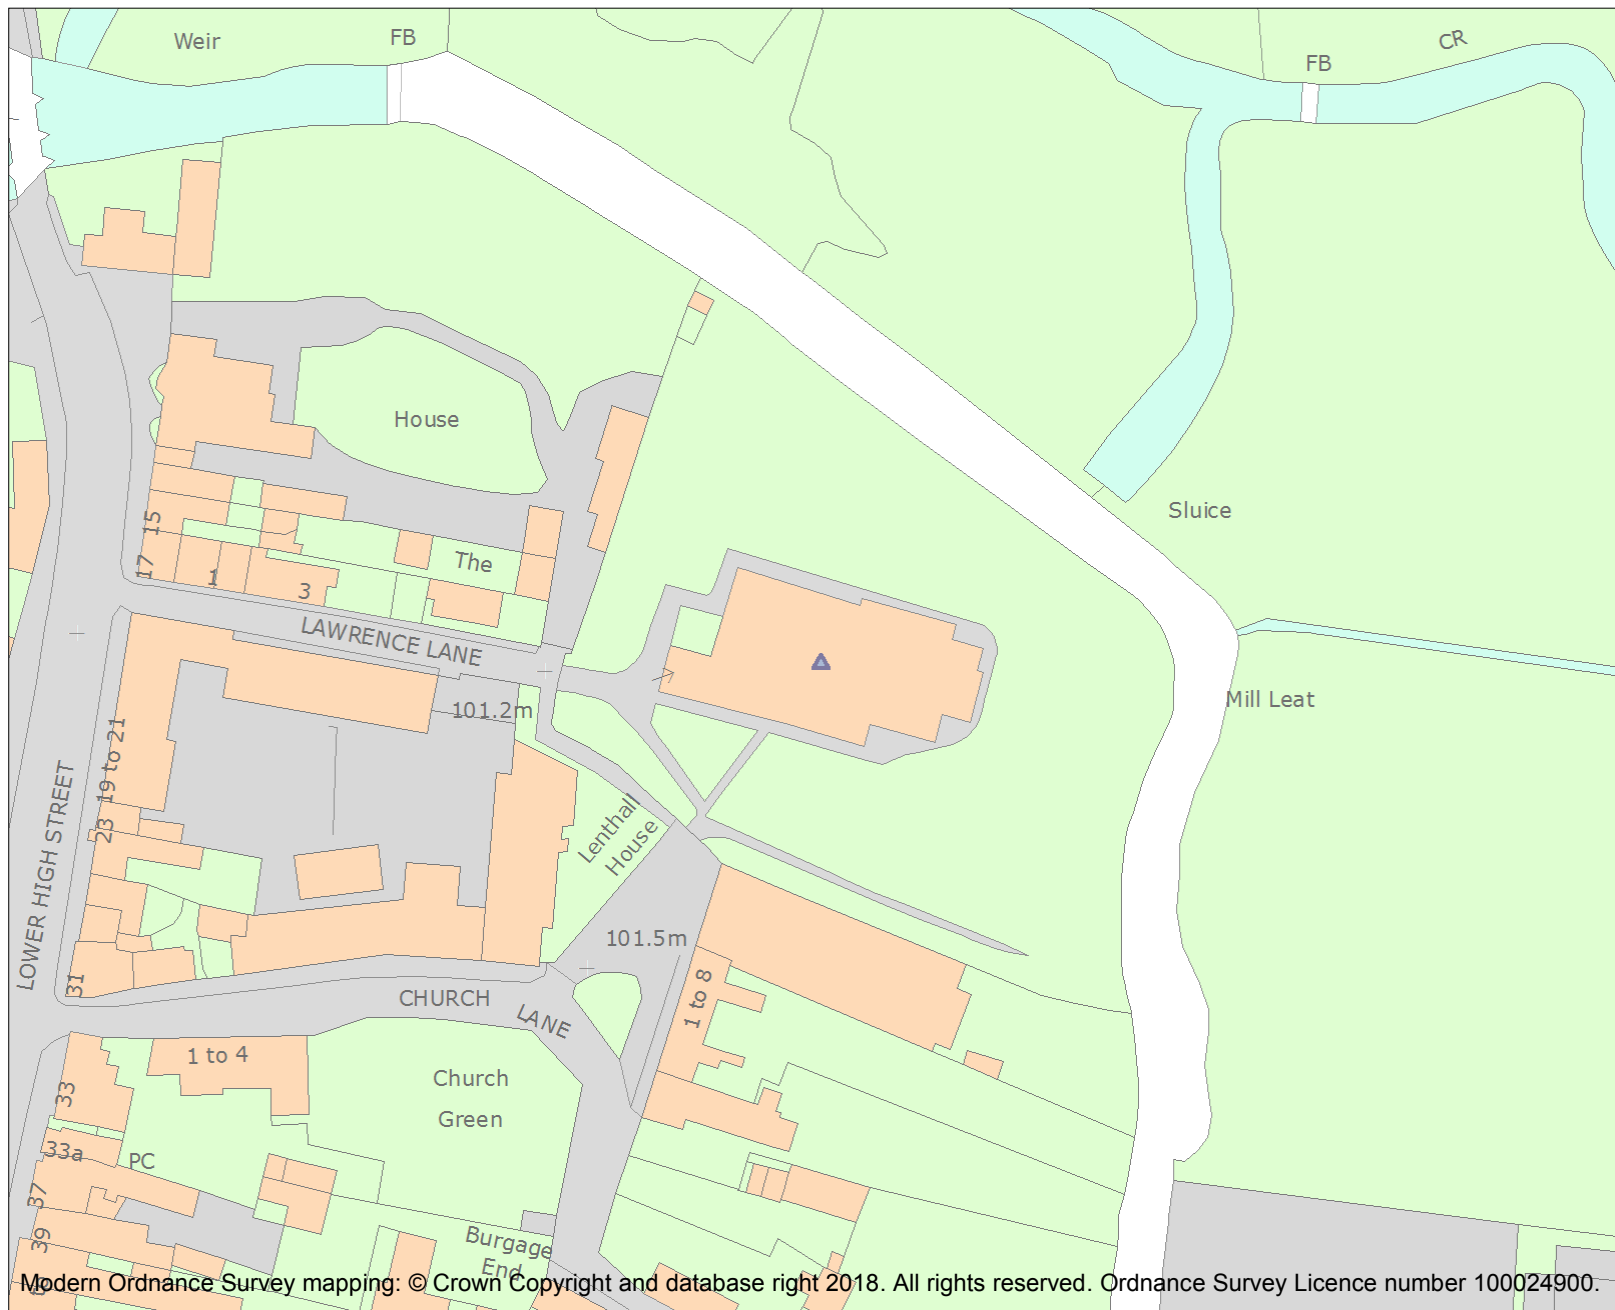 Weir
FB
FB
CR
House
Sluice
15
17
1
3
The
LAWRENCE LANE
101.2m
Mill Leat
19 to 21
LOWER HIGH STREET
23
Lenthall
House
101.5m
31
CHURCH
LANE
1 to 8
1 to 4
33
Church
Green
33a
PC
37
39
Burgage
End
Modern Ordnance Survey mapping: © Crown Copyright and database right 2018. All rights reserved. Ordnance Survey Licence number 100024900.